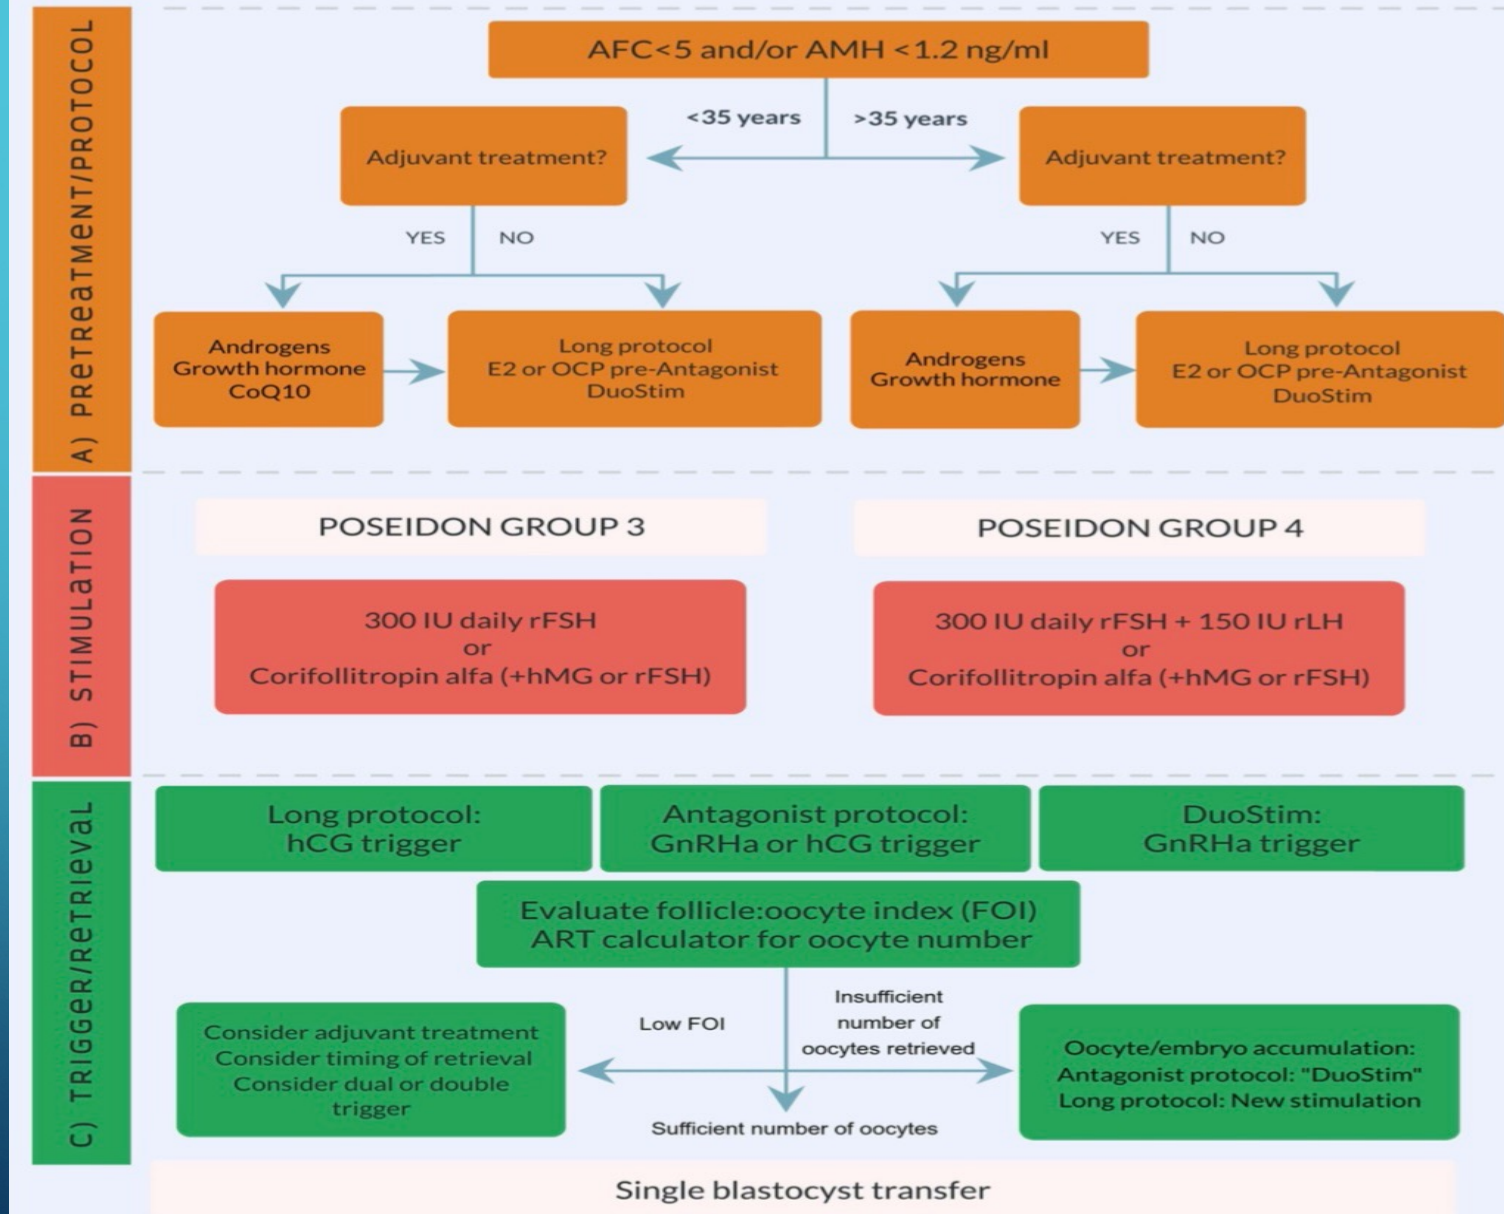 A) PRETREATMENT/PROTOCOL
AFC<5 and/or AMH <1.2 ng/ml
<35 years
>35 years
Adjuvant treatment?
Adjuvant treatment?
YES
NO
YES
NO
Androgens
Growth hormone
CoQ10
Long protocol
E2 or OCP pre-Antagonist
DuoStim
Androgens
Growth hormone
Long protocol
E2 or OCP pre-Antagonist
DuoStim
B) STIMULATION
POSEIDON GROUP 3
POSEIDON GROUP 4
300 IU daily rFSH
or
Corifollitropin alfa (+hMG or rFSH)
300 IU daily rFSH + 150 IU rLH
or
Corifollitropin alfa (+hMG or rFSH)
C) TRIGGER/RETRIEVAL
Long protocol:
hCG trigger
Antagonist protocol:
GnRHa or hCG trigger
DuoStim:
GnRHa trigger
Evaluate follicle:oocyte index (FOI)
ART calculator for oocyte number
Low FOI
Insufficient
number of
oocytes retrieved
Consider adjuvant treatment
Consider timing of retrieval
Consider dual or double
trigger
Oocyte/embryo accumulation:
Antagonist protocol: "DuoStim"
Long protocol: New stimulation
Sufficient number of oocytes
Single blastocyst transfer